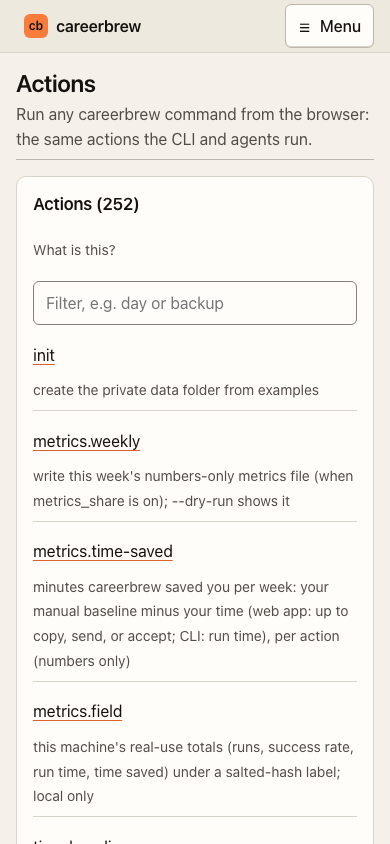 cb careerbrew
☰ Menu
Actions
Run any careerbrew command from the browser:
the same actions the CLI and agents run.
Actions (252)
What is this?
Filter, e.g. day or backup
init
create the private data folder from examples
metrics.weekly
write this week's numbers-only metrics file (when
metrics_share is on); --dry-run shows it
metrics.time-saved
minutes careerbrew saved you per week: your
manual baseline minus your time (web app: up to
copy, send, or accept; CLI: run time), per action
(numbers only)
metrics.field
this machine's real-use totals (runs, success rate,
run time, time saved) under a salted-hash label;
local only